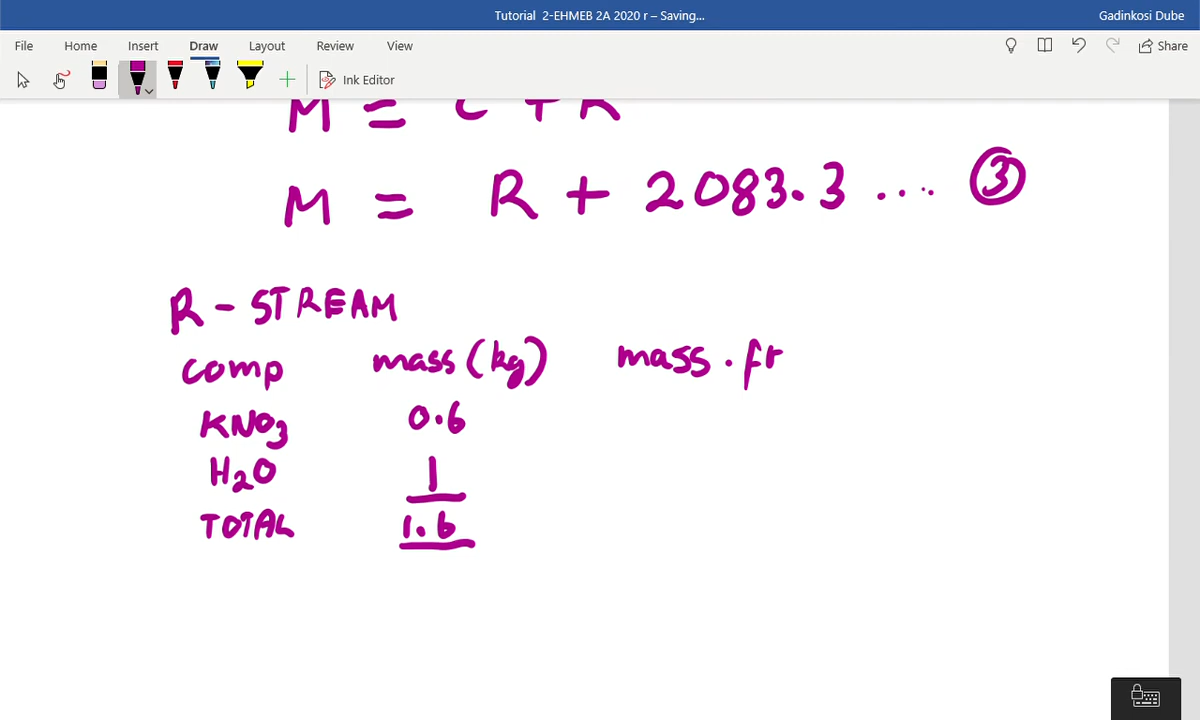 Tutorial 2-EHMEB 2A 2020 r – Saving...
Gadinkosi Dube
File Home Insert Draw Layout Review View
Share
Ink Editor
M = C + R
M = R + 2083.3 .... ③
R - STREAM
comp mass (kg) mass . fr
KNO3 0.6
H2O 1
TOTAL 1.6